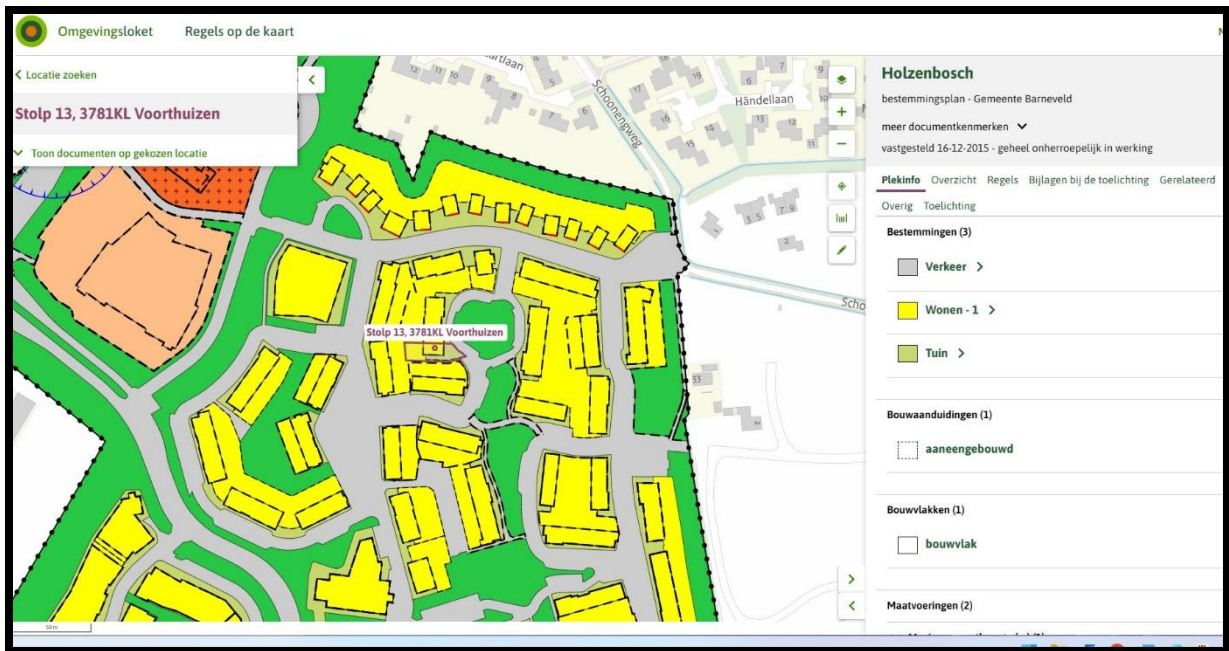 Omgevingsloket Regels op de kaart
Locatie zoeken
Stolp 13, 3781KL Voorthuizen
Toon documenten op gekozen locatie
Schoonengweg
Händellaan
Stolp 13, 3781KL Voorthuizen
Scho
50 m
Holzenbosch
bestemmingsplan - Gemeente Barneveld
meer documentkenmerken
vastgesteld 16-12-2015 - geheel onherroepelijk in werking
Plekinfo Overzicht Regels Bijlagen bij de toelichting Gerelateerd
Overig Toelichting
Bestemmingen (3)
Verkeer
Wonen - 1
Tuin
Bouwaanduidingen (1)
aaneengebouwd
Bouwvlakken (1)
bouwvlak
Maatvoeringen (2)